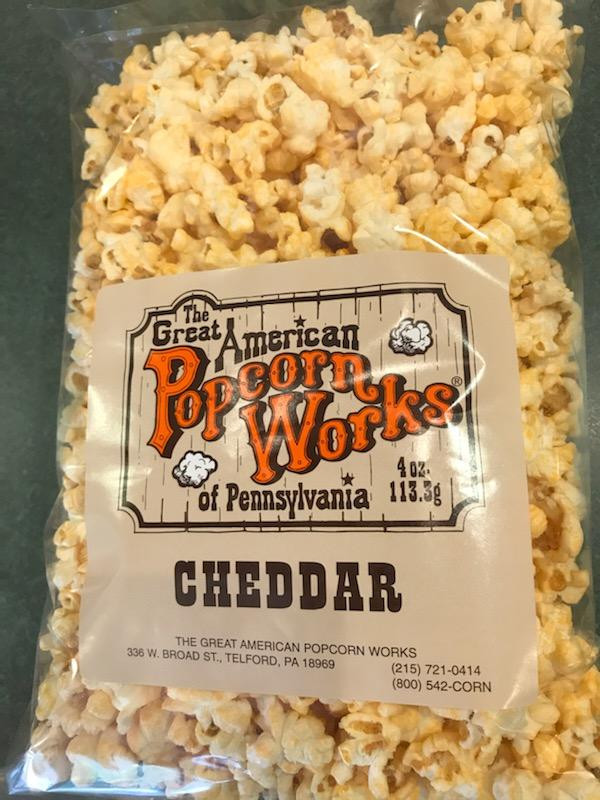 The
Great American
Popcorn
Works®
of Pennsylvania
4 oz.
113.3g
CHEDDAR
THE GREAT AMERICAN POPCORN WORKS
336 W. BROAD ST., TELFORD, PA 18969
(215) 721-0414
(800) 542-CORN